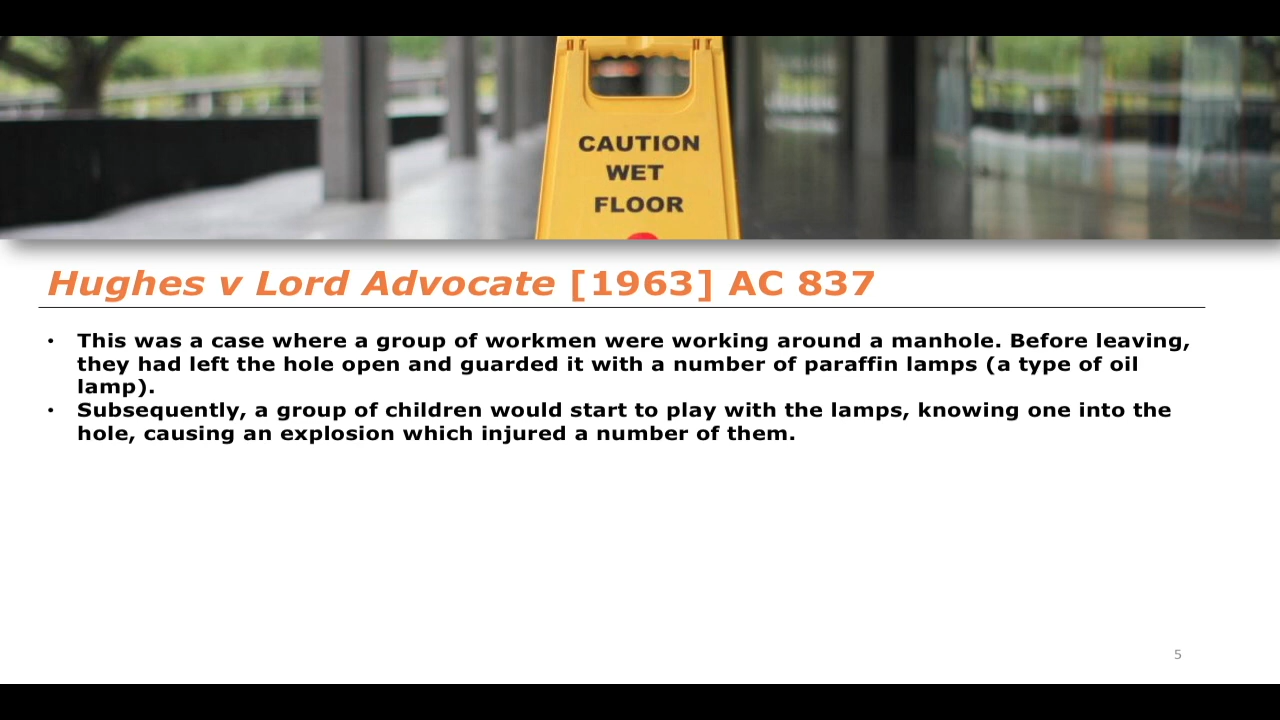 CAUTION
WET
FLOOR
Hughes v Lord Advocate [1963] AC 837
• This was a case where a group of workmen were working around a manhole. Before leaving,
they had left the hole open and guarded it with a number of paraffin lamps (a type of oil
lamp).
• Subsequently, a group of children would start to play with the lamps, knowing one into the
hole, causing an explosion which injured a number of them.
5